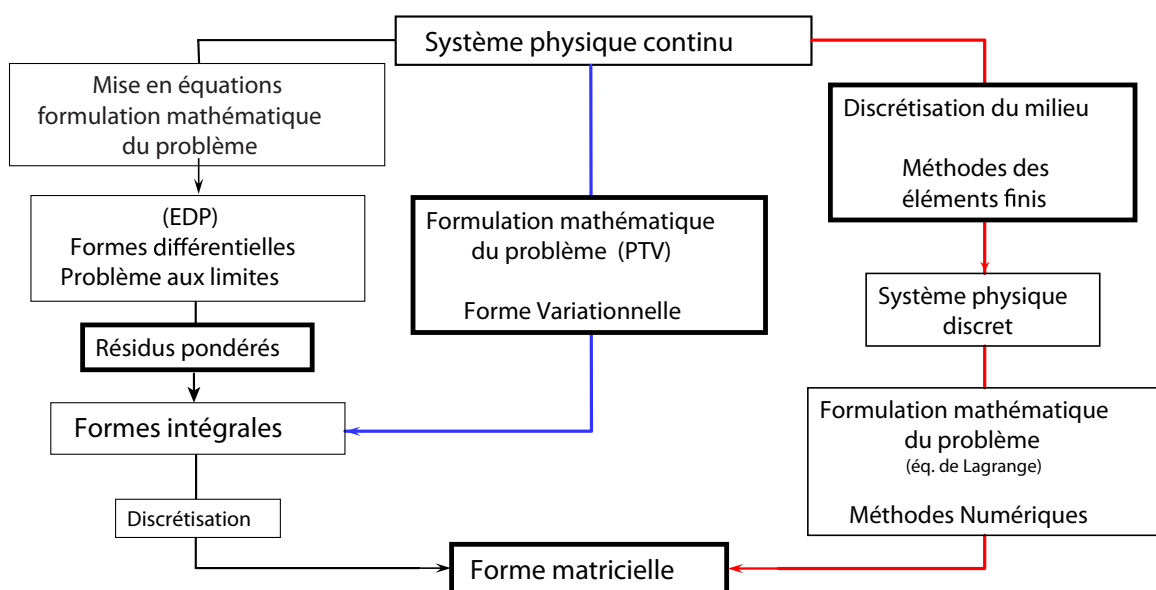 Système physique continu
Mise en équations
formulation mathématique
du problème
(EDP)
Formes différentielles
Problème aux limites
Résidus pondérés
Formes intégrales
Discrétisation
Formulation mathématique
du problème (PTV)
Forme Variationnelle
Discrétisation du milieu
Méthodes des
éléments finis
Système physique
discret
Formulation mathématique
du problème
(éq. de Lagrange)
Méthodes Numériques
Forme matricielle